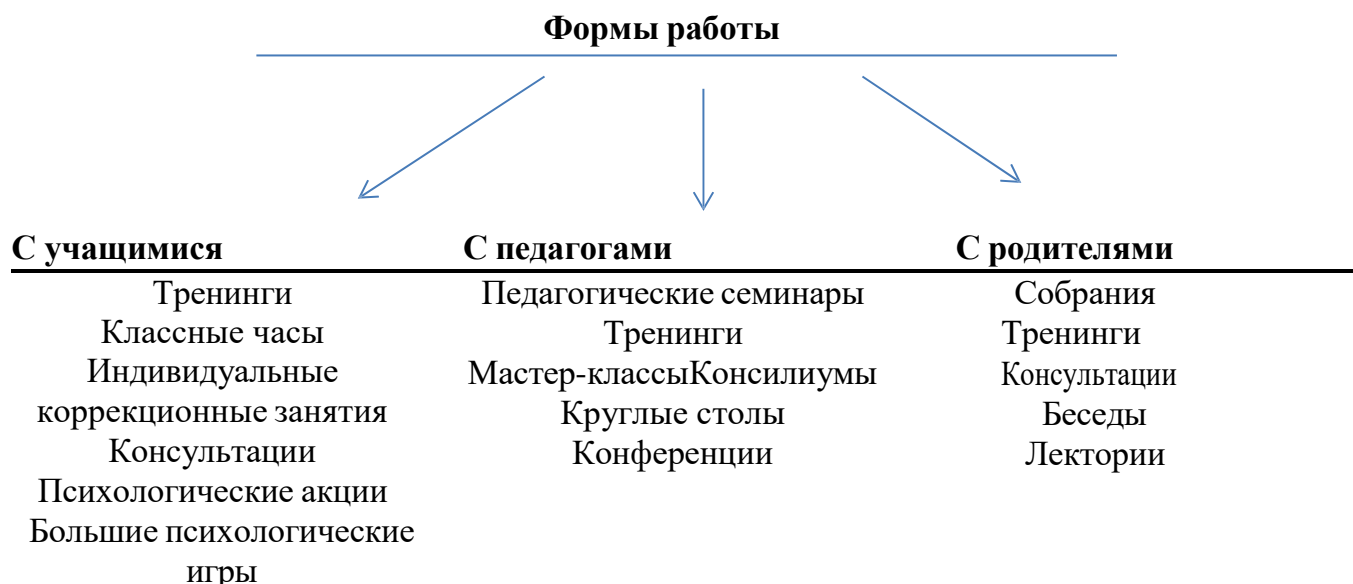 Формы работы
С учащимися
Тренинги
Классные часы
Индивидуальные
коррекционные занятия
Консультации
Психологические акции
Большие психологические
игры
С педагогами
Педагогические семинары
Тренинги
Мастер-классыКонсилиумы
Круглые столы
Конференции
С родителями
Собрания
Тренинги
Консультации
Беседы
Лектории